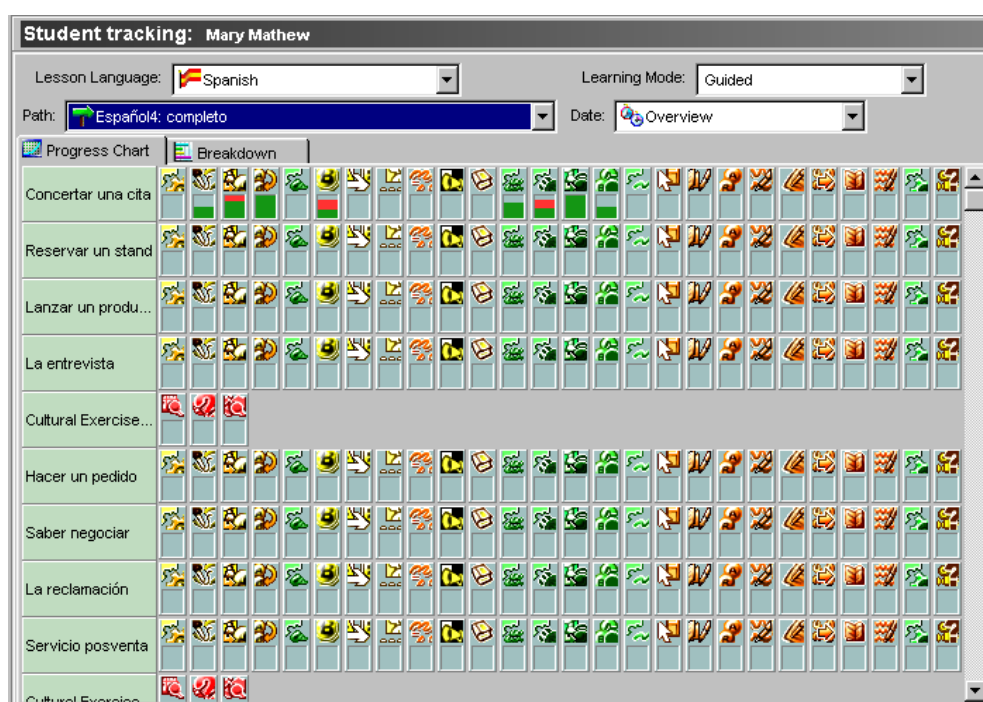 Student tracking: Mary Mathew
Lesson Language: Spanish Learning Mode: Guided
Path: Español4: completo Date: Overview
Progress Chart Breakdown
Concertar una cita
Reservar un stand
Lanzar un produ...
La entrevista
Cultural Exercise...
Hacer un pedido
Saber negociar
La reclamación
Servicio posventa
Cultural Exercise